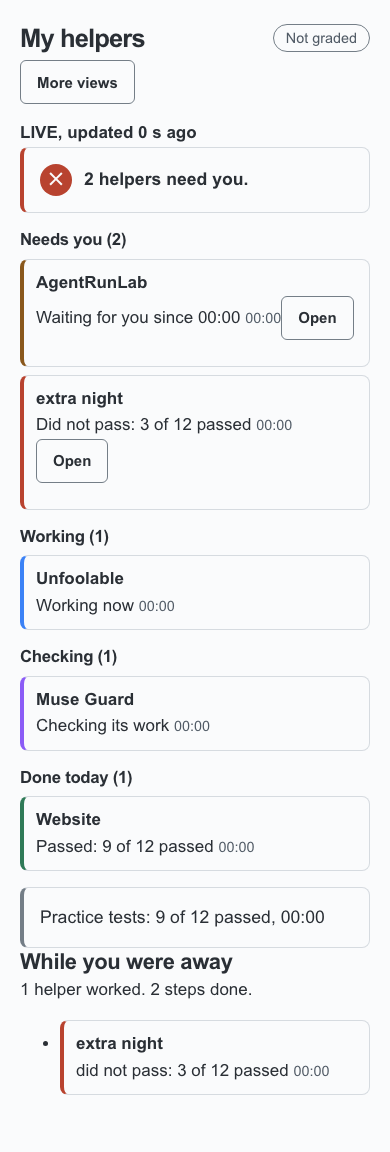 My helpers
Not graded
More views
LIVE, updated 0 s ago
2 helpers need you.
Needs you (2)
AgentRunLab
Waiting for you since 00:00 00:00
Open
extra night
Did not pass: 3 of 12 passed 00:00
Open
Working (1)
Unfoolable
Working now 00:00
Checking (1)
Muse Guard
Checking its work 00:00
Done today (1)
Website
Passed: 9 of 12 passed 00:00
Practice tests: 9 of 12 passed, 00:00
While you were away
1 helper worked. 2 steps done.
extra night
did not pass: 3 of 12 passed 00:00